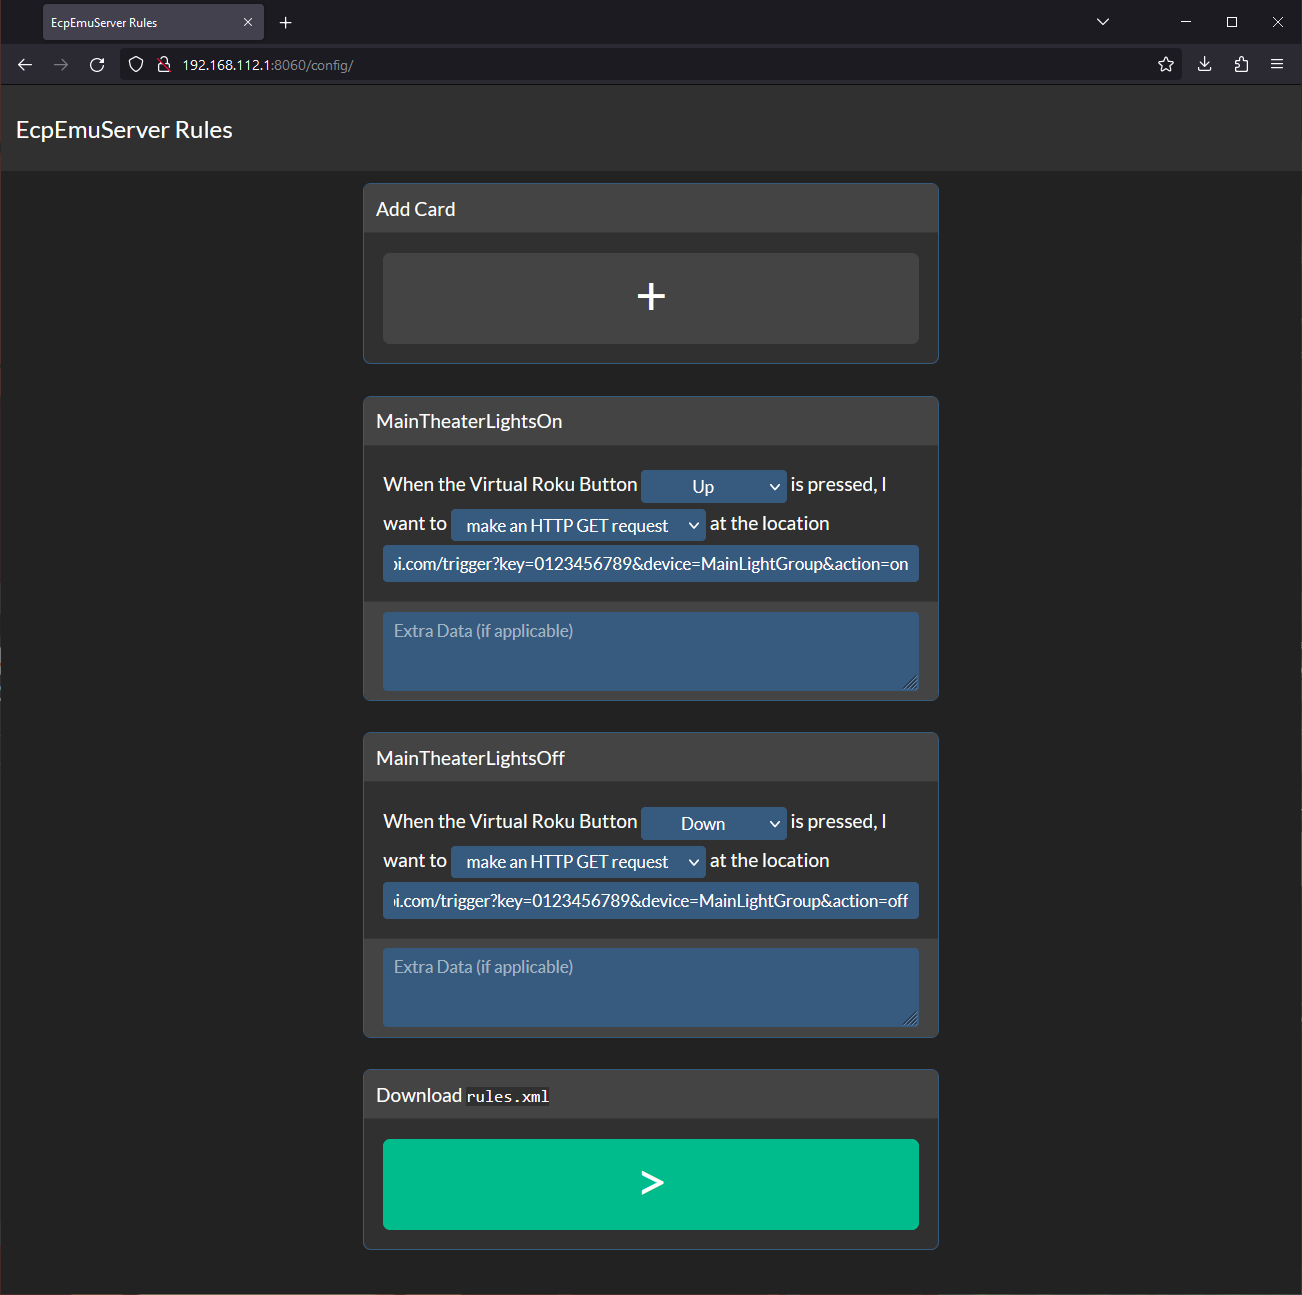 EcpEmuServer Rules
192.168.112.1:8060/config/
EcpEmuServer Rules
Add Card
+
MainTheaterLightsOn
When the Virtual Roku Button Up is pressed, I
want to make an HTTP GET request at the location
i.com/trigger?key=0123456789&device=MainLightGroup&action=on
Extra Data (if applicable)
MainTheaterLightsOff
When the Virtual Roku Button Down is pressed, I
want to make an HTTP GET request at the location
i.com/trigger?key=0123456789&device=MainLightGroup&action=off
Extra Data (if applicable)
Download rules.xml
>